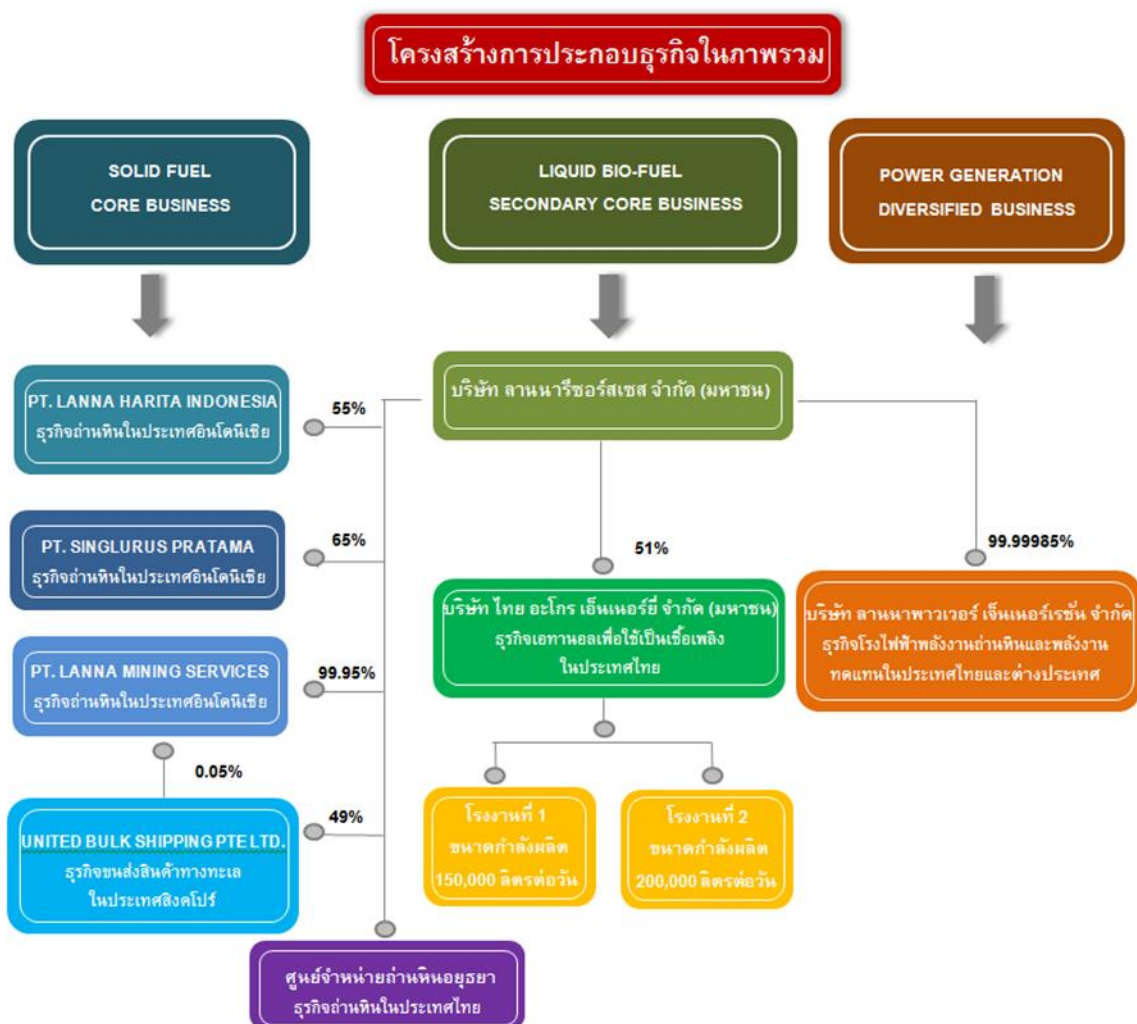 โครงสร้างการประกอบธุรกิจในภาพรวม
SOLID FUEL
CORE BUSINESS
LIQUID BIO-FUEL
SECONDARY CORE BUSINESS
POWER GENERATION
DIVERSIFIED BUSINESS
บริษัท ลานนารีซอร์สเซส จำกัด (มหาชน)
PT. LANNA HARITA INDONESIA
ธุรกิจถ่านหินในประเทศอินโดนิเซีย
55%
PT. SINGLURUS PRATAMA
ธุรกิจถ่านหินในประเทศอินโดนิเซีย
65%
PT. LANNA MINING SERVICES
ธุรกิจถ่านหินในประเทศอินโดนิเซีย
99.95%
0.05%
UNITED BULK SHIPPING PTE LTD.
ธุรกิจขนส่งสินค้าทางทะเล
ในประเทศสิงคโปร์
49%
ศูนย์จำหน่ายถ่านหินอยุธยา
ธุรกิจถ่านหินในประเทศไทย
51%
บริษัท ไทย อะโกร เอ็นเนอร์ยี่ จำกัด (มหาชน)
ธุรกิจเอทานอลเพื่อใช้เป็นเชื้อเพลิง
ในประเทศไทย
โรงงานที่ 1
ขนาดกำลังผลิต
150,000 ลิตรต่อวัน
โรงงานที่ 2
ขนาดกำลังผลิต
200,000 ลิตรต่อวัน
99.99985%
บริษัท ลานนาพาวเวอร์ เจ็นเนอร์เรชั่น จำกัด
ธุรกิจโรงไฟฟ้าพลังงานถ่านหินและพลังงาน
ทดแทนในประเทศไทยและต่างประเทศ